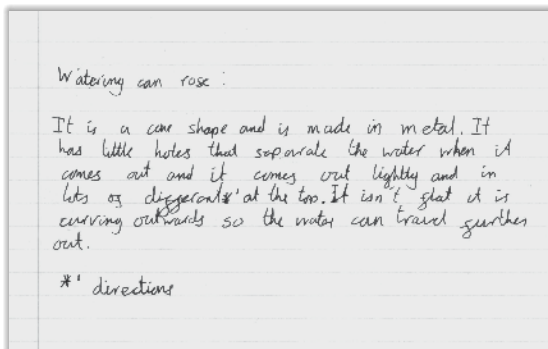 Watering can rose:
It is a cone shape and is made in metal. It
has little holes that separate the water when it
comes out and it comes out lightly and in
lots of different*' at the top. It isn't flat it is
curving outwards so the water can travel further
out.
*' directions